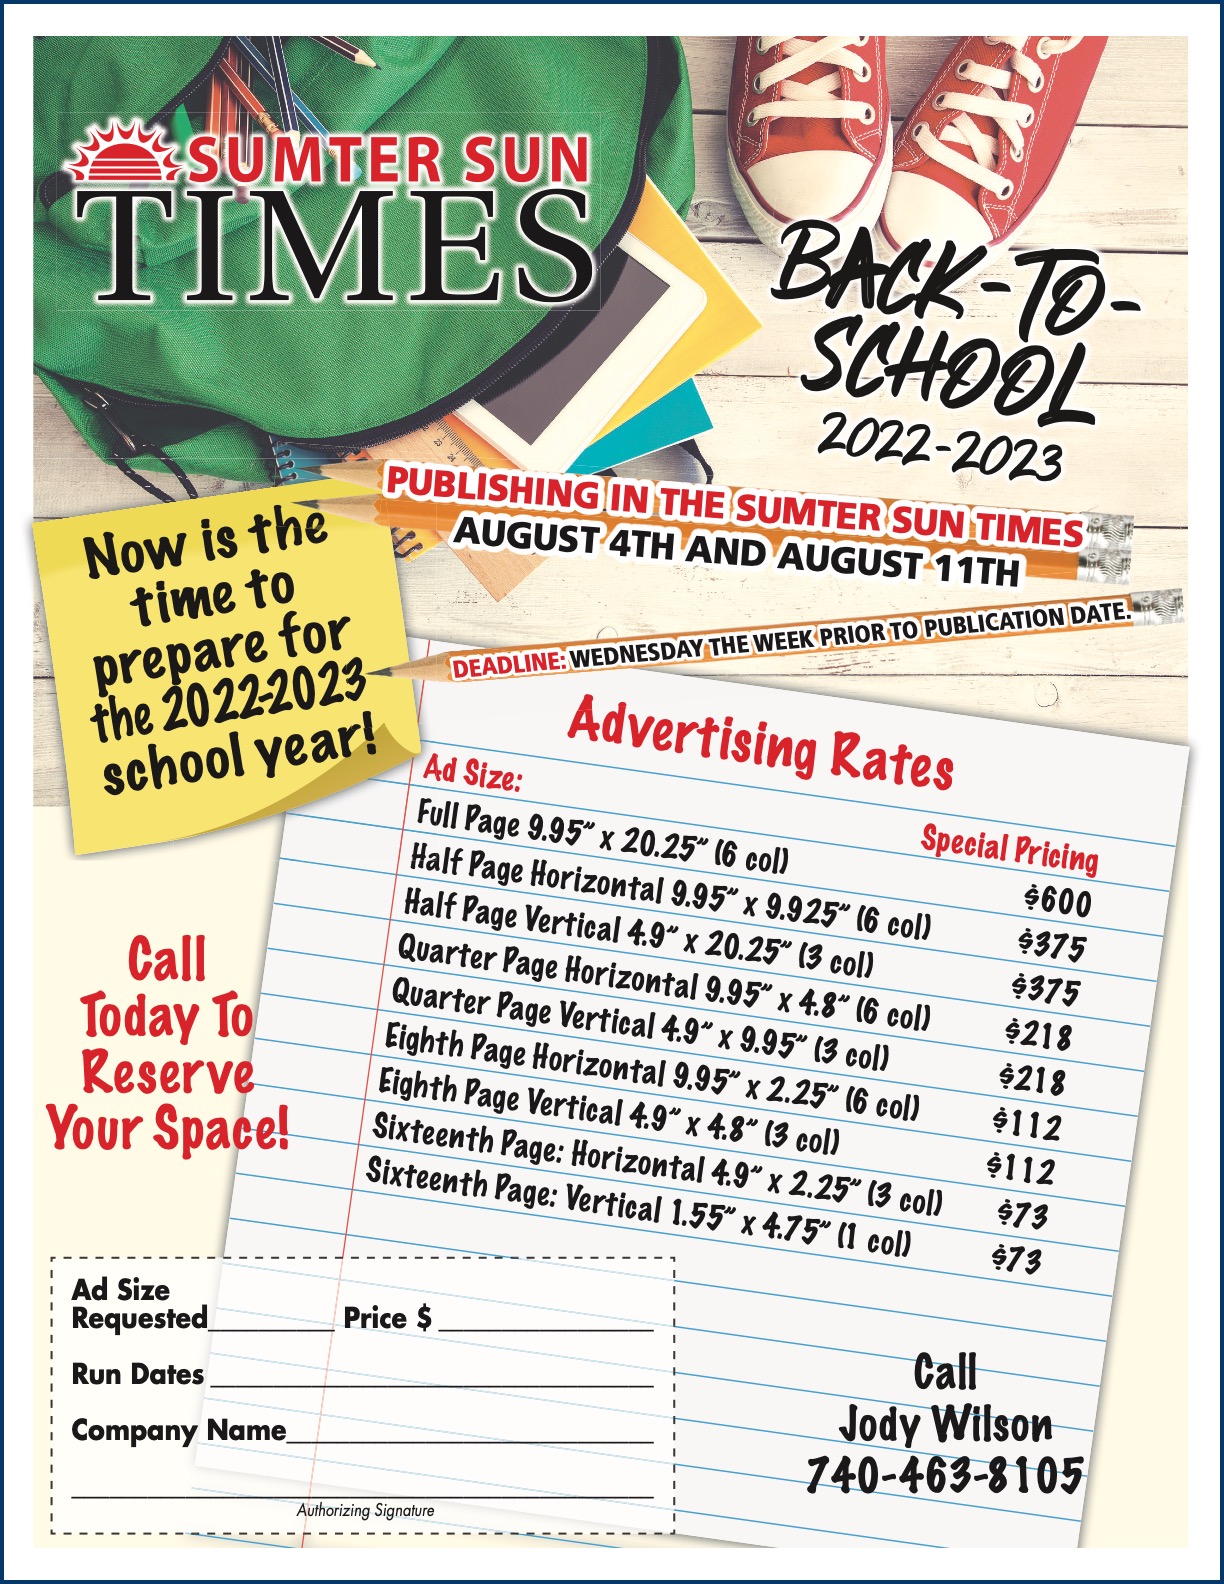 SUMTER SUN
TIMES
BACK-TO-
SCHOOL
2022-2023
PUBLISHING IN THE SUMTER SUN TIMES
AUGUST 4TH AND AUGUST 11TH
DEADLINE: WEDNESDAY THE WEEK PRIOR TO PUBLICATION DATE.
Now is the
time to
prepare for
the 2022-2023
school year!
Advertising Rates
Ad Size: Special Pricing
Full Page 9.95” x 20.25” (6 col) $600
Half Page Horizontal 9.95” x 9.925” (6 col) $375
Half Page Vertical 4.9” x 20.25” (3 col) $375
Quarter Page Horizontal 9.95” x 4.8” (6 col) $218
Quarter Page Vertical 4.9” x 9.95” (3 col) $218
Eighth Page Horizontal 9.95” x 2.25” (6 col) $112
Eighth Page Vertical 4.9” x 4.8” (3 col) $112
Sixteenth Page: Horizontal 4.9” x 2.25” (3 col) $73
Sixteenth Page: Vertical 1.55” x 4.75” (1 col) $73
Call
Today To
Reserve
Your Space!
Ad Size
Requested__________ Price $ __________________
Run Dates
Company Name
Authorizing Signature
Call
Jody Wilson
740-463-8105